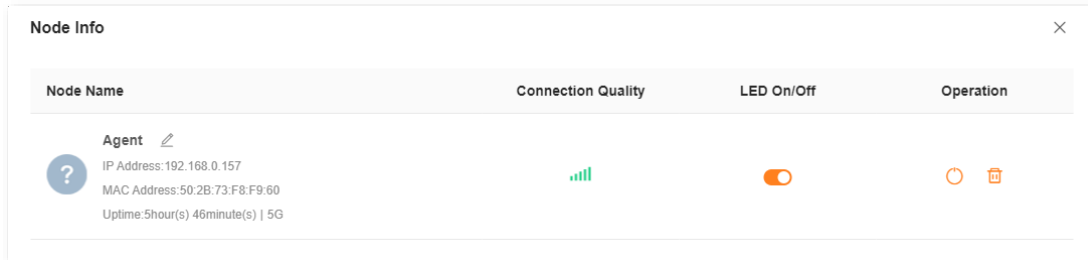 Node Info
Node Name Connection Quality LED On/Off Operation
Agent
?
IP Address:192.168.0.157
MAC Address:50:2B:73:F8:F9:60
Uptime:5hour(s) 46minute(s) | 5G